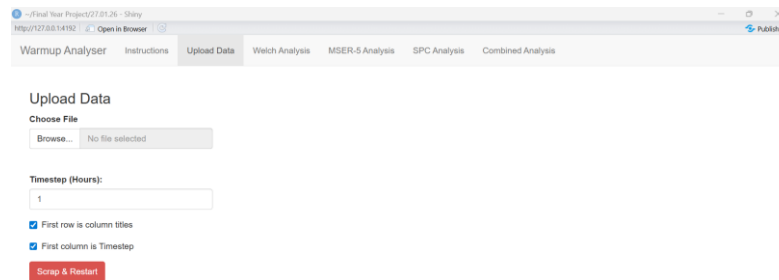 ~/Final Year Project/27.01.26 - Shiny
http://127.0.0.1:4192 Open in Browser Publish
Warmup Analyser Instructions Upload Data Welch Analysis MSER-5 Analysis SPC Analysis Combined Analysis
Upload Data
Choose File
Browse... No file selected
Timestep (Hours):
1
First row is column titles
First column is Timestep
Scrap & Restart